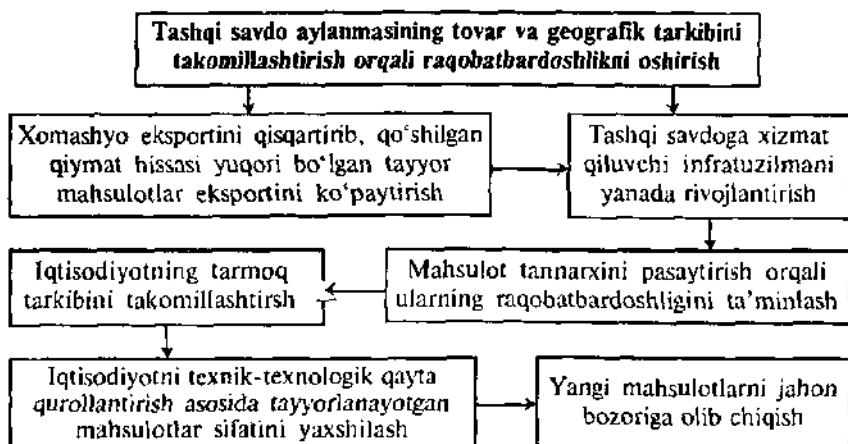 Tashqi savdo aylanmasining tovar va geografik tarkibini
takomillashtirish orqali raqobatbardoshlikni oshirish
Xomashyo eksportini qisqartirib, qo‘shilgan
qiymat hissasi yuqori bo‘lgan tayyor
mahsulotlar eksportini ko‘paytirish
Tashqi savdoga xizmat
qiluvchi infratuzilmani
yanada rivojlantirish
Iqtisodiyotning tarmoq
tarkibini takomillashtirsh
Mahsulot tannarxini pasaytirish orqali
ularning raqobatbardoshligini ta’minlash
Iqtisodiyotni texnik-texnologik qayta
qurollantirish asosida tayyorlanayotgan
mahsulotlar sifatini yaxshilash
Yangi mahsulotlarni jahon
bozoriga olib chiqish